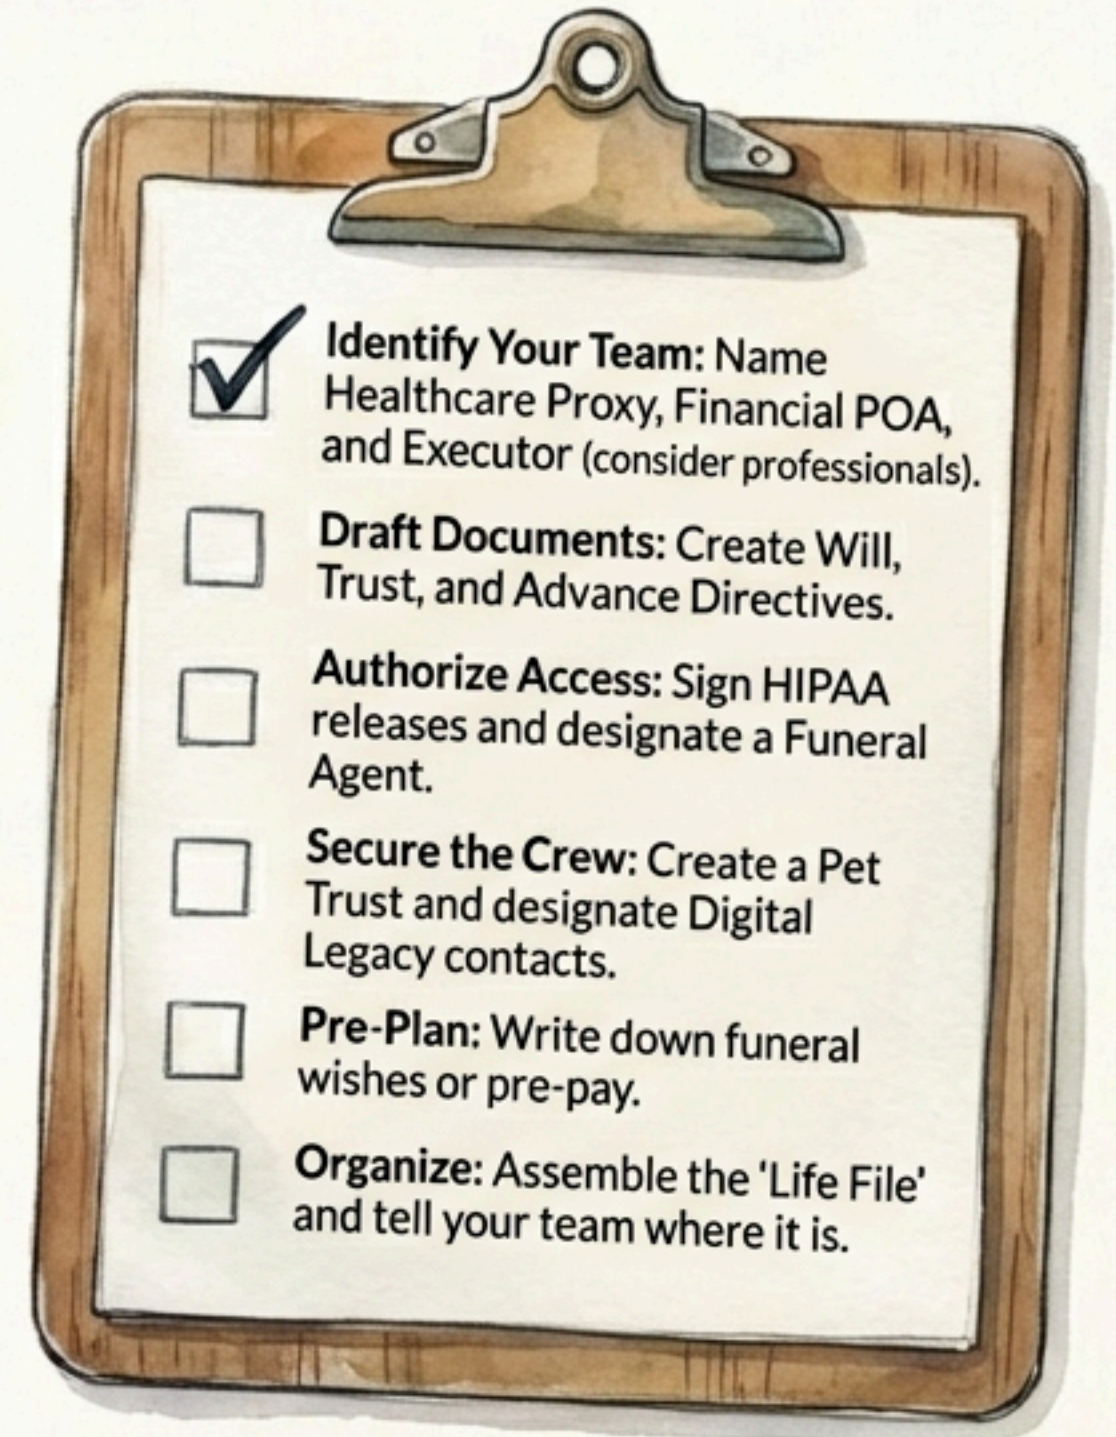 Identify Your Team: Name
Healthcare Proxy, Financial POA,
and Executor (consider professionals).
Draft Documents: Create Will,
Trust, and Advance Directives.
Authorize Access: Sign HIPAA
releases and designate a Funeral
Agent.
Secure the Crew: Create a Pet
Trust and designate Digital
Legacy contacts.
Pre-Plan: Write down funeral
wishes or pre-pay.
Organize: Assemble the ‘Life File’
and tell your team where it is.